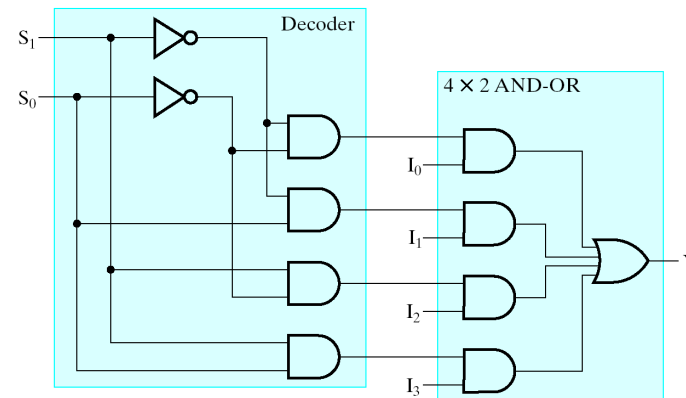 Decoder
S₁
S₀
4 × 2 AND-OR
I₀
I₁
I₂
I₃